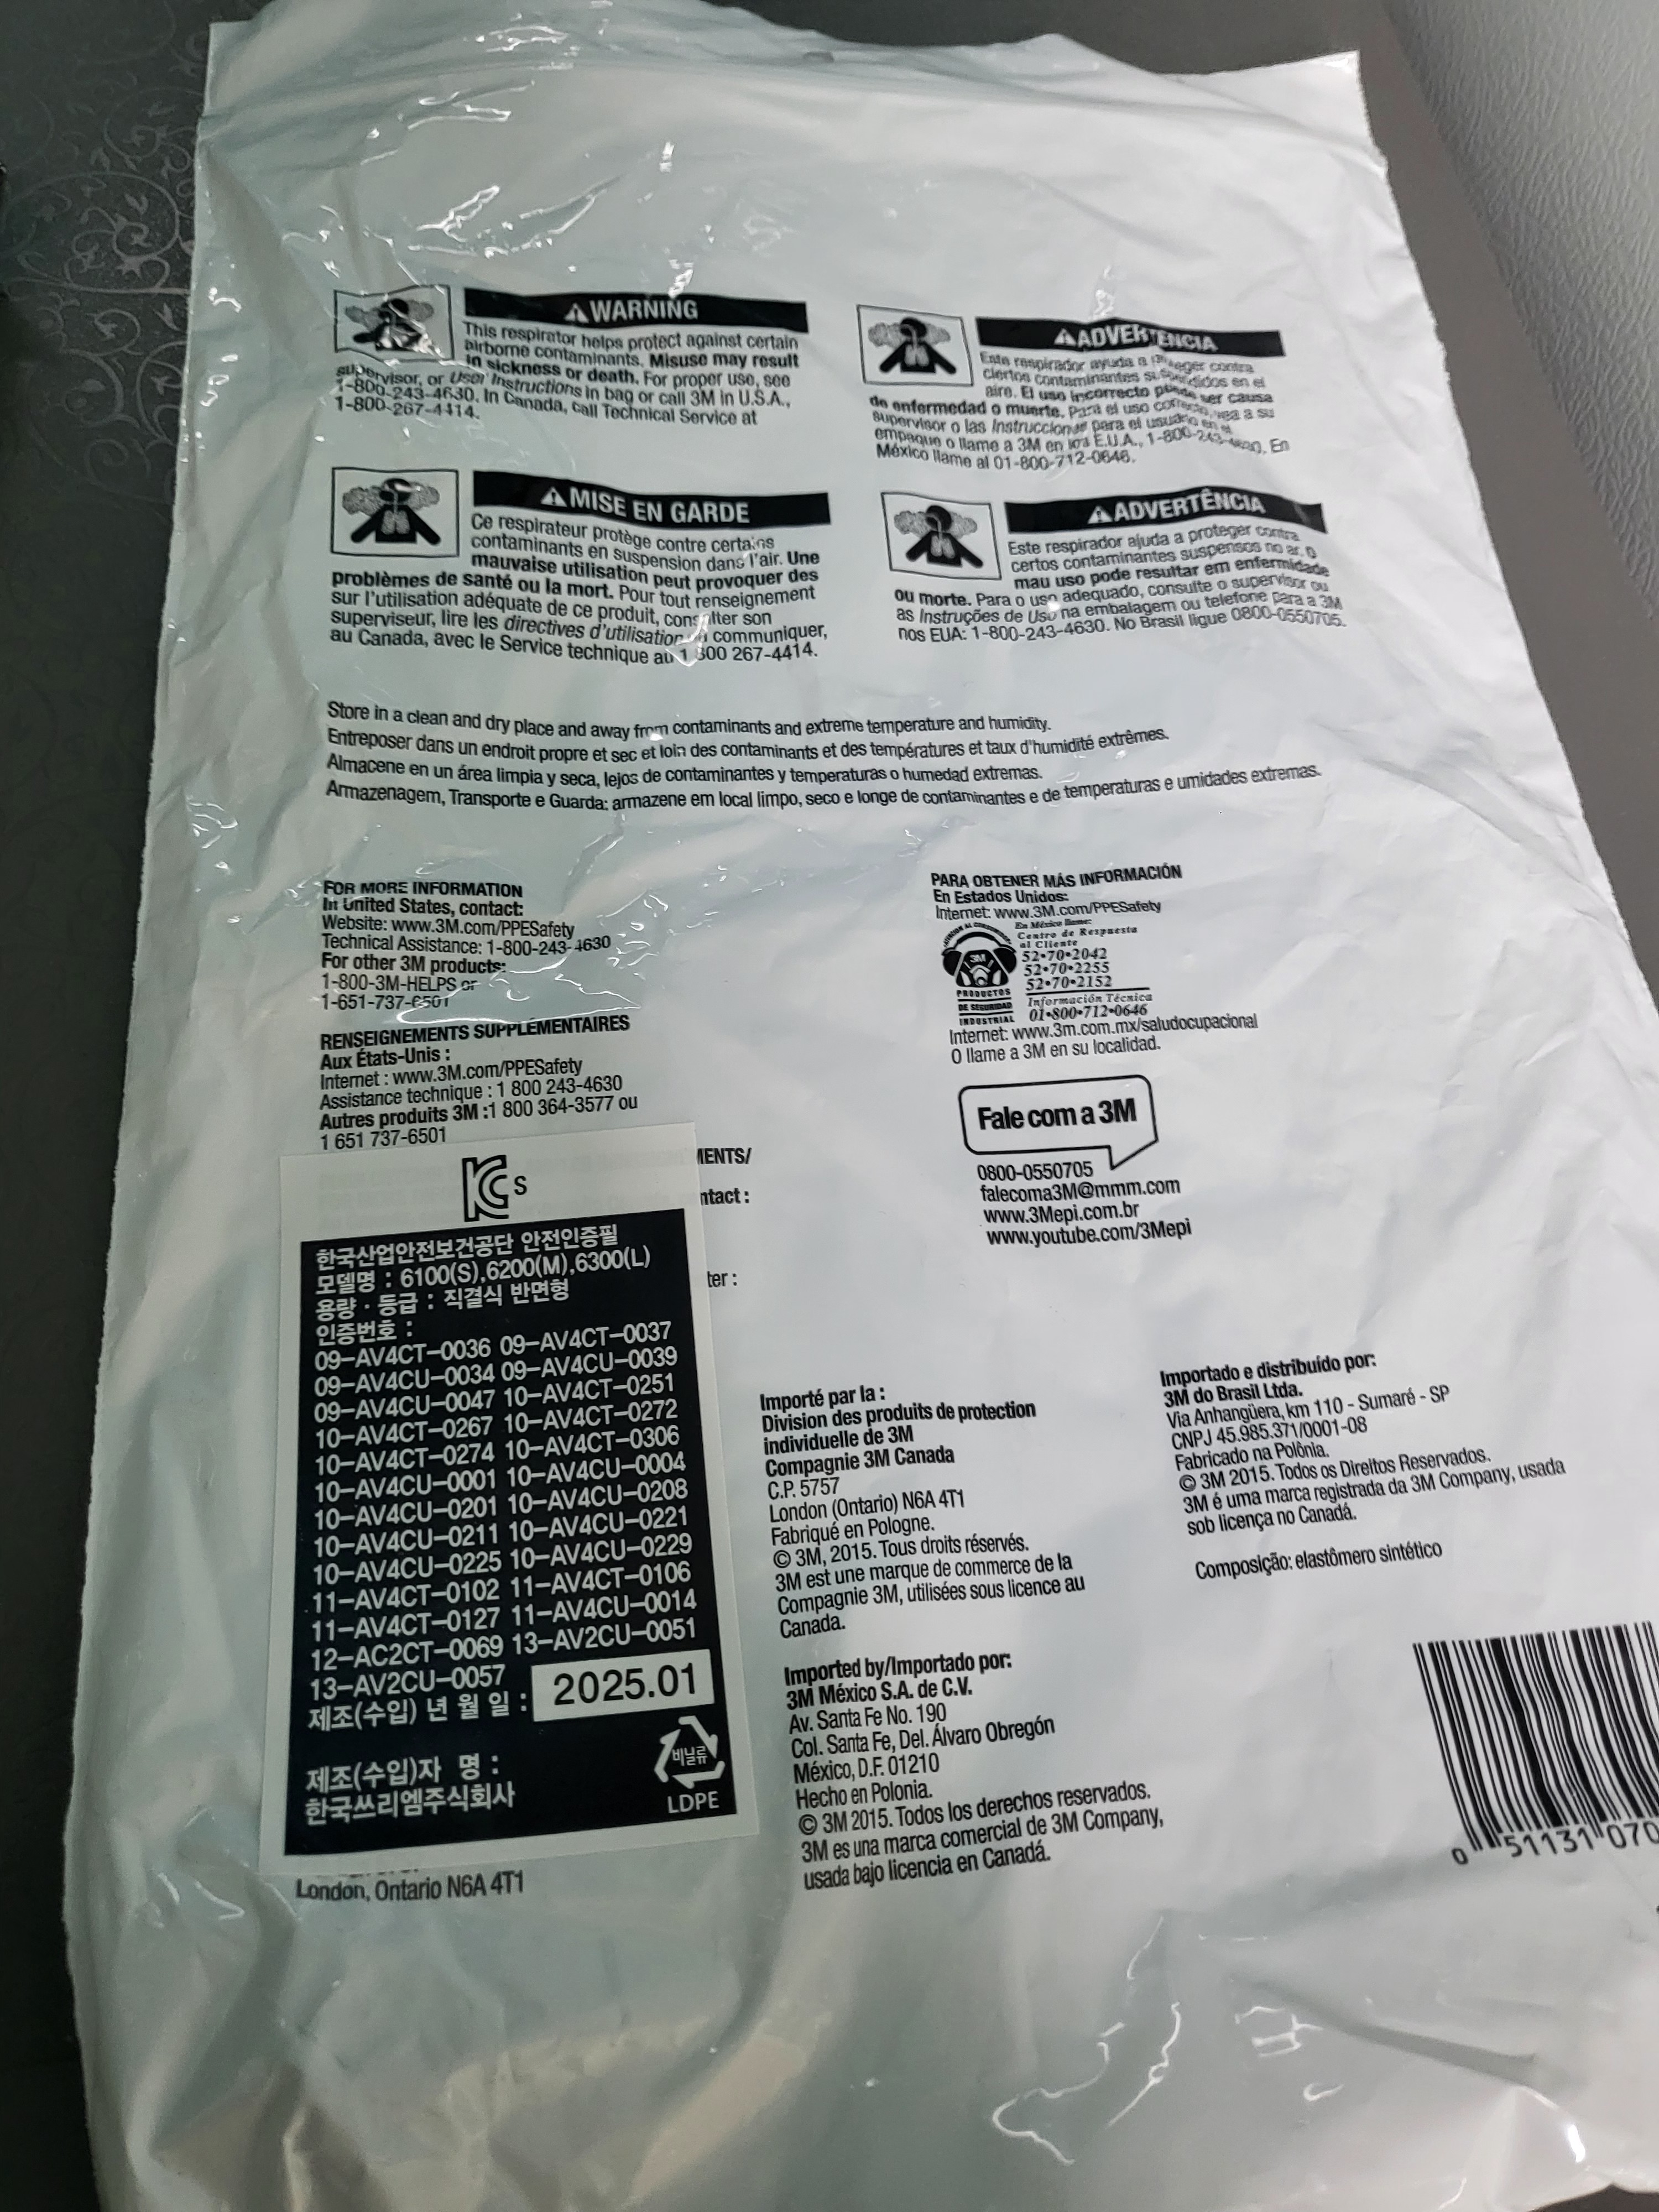 WARNING
This respirator helps protect against certain
airborne contaminants. Misuse may result
in sickness or death. For proper use, see
supervisor, or User Instructions in bag or call 3M in U.S.A.,
1-800-243-4630. In Canada, call Technical Service at
1-800-267-4414.
ADVERTENCIA
Este respirador ayuda a proteger contra
ciertos contaminantes suspendidos en el
aire. El uso incorrecto puede ser causa
de enfermedad o muerte. Para el uso correcto, vea a su
supervisor o las Instrucciones para el usuario en el
empaque o llame a 3M en los E.U.A., 1-800-243-4630. En
México llame al 01-800-712-0646.
MISE EN GARDE
Ce respirateur protège contre certains
contaminants en suspension dans l'air. Une
mauvaise utilisation peut provoquer des
problèmes de santé ou la mort. Pour tout renseignement
sur l'utilisation adéquate de ce produit, consulter son
superviseur, lire les directives d'utilisation ou communiquer,
au Canada, avec le Service technique au 1 800 267-4414.
ADVERTÊNCIA
Este respirador ajuda a proteger contra
certos contaminantes suspensos no ar. O
mau uso pode resultar em enfermidade
ou morte. Para o uso adequado, consulte o supervisor ou
as Instruções de Uso na embalagem ou telefone para a 3M
nos EUA: 1-800-243-4630. No Brasil ligue 0800-0550705.
Store in a clean and dry place and away from contaminants and extreme temperature and humidity.
Entreposer dans un endroit propre et sec et loin des contaminants et des températures et taux d'humidité extrêmes.
Almacene en un área limpia y seca, lejos de contaminantes y temperaturas o humedad extremas.
Armazenagem, Transporte e Guarda: armazene em local limpo, seco e longe de contaminantes e de temperaturas e umidades extremas.
FOR MORE INFORMATION
In United States, contact:
Website: www.3M.com/PPESafety
Technical Assistance: 1-800-243-4630
For other 3M products:
1-800-3M-HELPS or
1-651-737-6501
RENSEIGNEMENTS SUPPLÉMENTAIRES
Aux États-Unis :
Internet : www.3M.com/PPESafety
Assistance technique : 1 800 243-4630
Autres produits 3M :1 800 364-3577 ou
1 651 737-6501
PARA OBTENER MÁS INFORMACIÓN
En Estados Unidos:
Internet: www.3M.com/PPESafety
En México llame:
Centro de Respuesta
al Cliente
52•70•2042
52•70•2255
52•70•2152
Información Técnica
01•800•712•0646
ATENCION AL CONSUMIDOR
3M
PRODUCTOS
DE SEGURIDAD
INDUSTRIAL
Internet: www.3m.com.mx/saludocupacional
O llame a 3M en su localidad.
Fale com a 3M
0800-0550705
falecoma3M@mmm.com
www.3Mepi.com.br
www.youtube.com/3Mepi
MENTS/
ntact :
ter :
KC s
한국산업안전보건공단 안전인증필
모델명 : 6100(S),6200(M),6300(L)
용량 · 등급 : 직결식 반면형
인증번호 :
09-AV4CT-0036 09-AV4CT-0037
09-AV4CU-0034 09-AV4CU-0039
09-AV4CU-0047 10-AV4CT-0251
10-AV4CT-0267 10-AV4CT-0272
10-AV4CT-0274 10-AV4CT-0306
10-AV4CU-0001 10-AV4CU-0004
10-AV4CU-0201 10-AV4CU-0208
10-AV4CU-0211 10-AV4CU-0221
10-AV4CU-0225 10-AV4CU-0229
11-AV4CT-0102 11-AV4CT-0106
11-AV4CT-0127 11-AV4CU-0014
12-AC2CT-0069 13-AV2CU-0051
13-AV2CU-0057
제조(수입) 년 월 일 : 2025.01
제조(수입)자 명 :
한국쓰리엠주식회사
비닐류
LDPE
London, Ontario N6A 4T1
Importé par la :
Division des produits de protection
individuelle de 3M
Compagnie 3M Canada
C.P. 5757
London (Ontario) N6A 4T1
Fabriqué en Pologne.
© 3M, 2015. Tous droits réservés.
3M est une marque de commerce de la
Compagnie 3M, utilisées sous licence au
Canada.
Imported by/Importado por:
3M México S.A. de C.V.
Av. Santa Fe No. 190
Col. Santa Fe, Del. Álvaro Obregón
México, D.F. 01210
Hecho en Polonia.
© 3M 2015. Todos los derechos reservados.
3M es una marca comercial de 3M Company,
usada bajo licencia en Canadá.
Importado e distribuído por:
3M do Brasil Ltda.
Via Anhangüera, km 110 - Sumaré - SP
CNPJ 45.985.371/0001-08
Fabricado na Polônia.
© 3M 2015. Todos os Direitos Reservados.
3M é uma marca registrada da 3M Company, usada
sob licença no Canadá.
Composição: elastômero sintético
0 51131 070